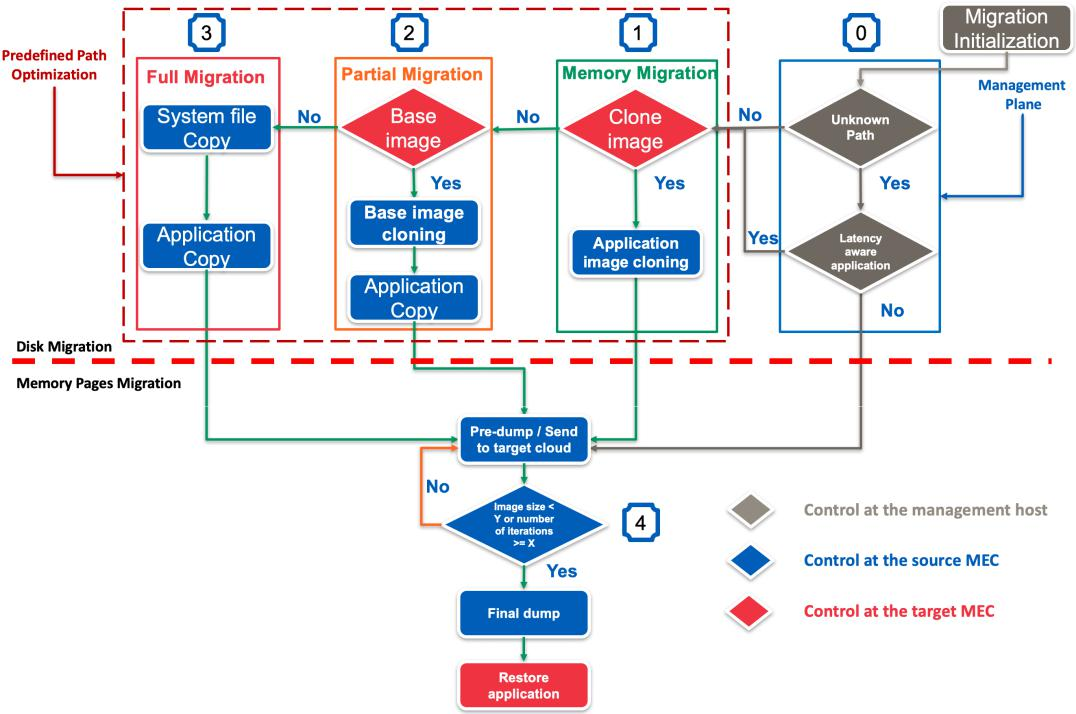 3
2
1
0
Migration
Initialization
Predefined Path
Optimization
Full Migration
Partial Migration
Memory Migration
Management
Plane
System file
Copy
No
Base
image
No
Clone
image
No
Unknown
Path
Yes
Yes
Yes
Base image
cloning
Application
Copy
Application
image cloning
Yes
Latency
aware
application
Application
Copy
No
Disk Migration
Memory Pages Migration
Pre-dump / Send
to target cloud
No
Image size <
Y or number
of iterations
>= X
4
Yes
Control at the management host
Control at the source MEC
Final dump
Control at the target MEC
Restore
application